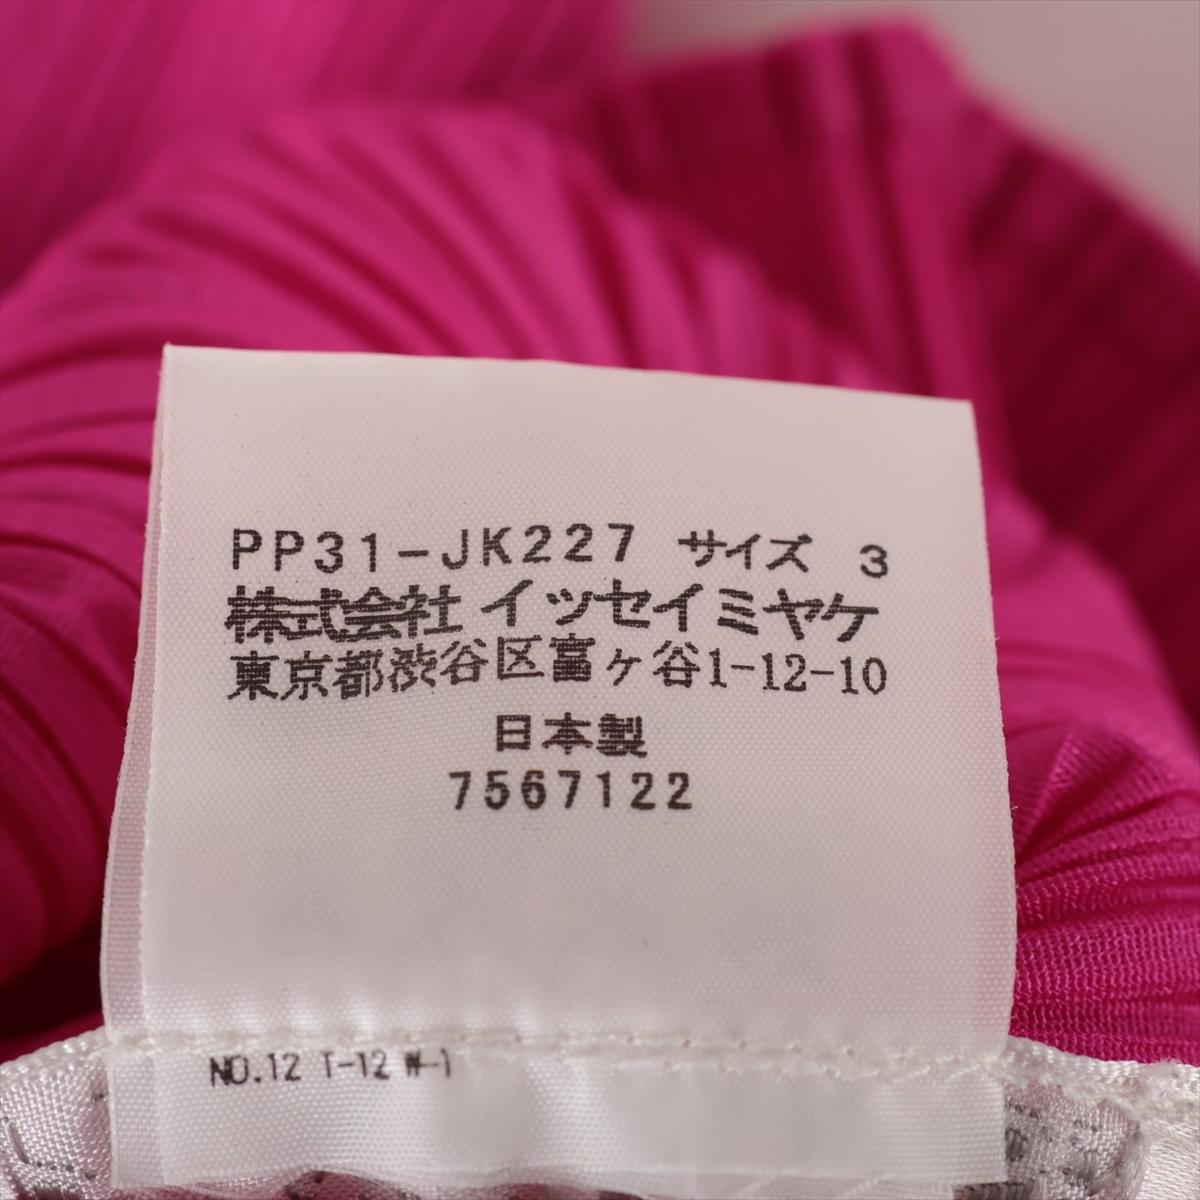 PP31-JK227 サイズ 3
株式会社 イッセイミヤケ
東京都渋谷区富ヶ谷1-12-10
日本製
7567122
NO.12 T-12 W-1